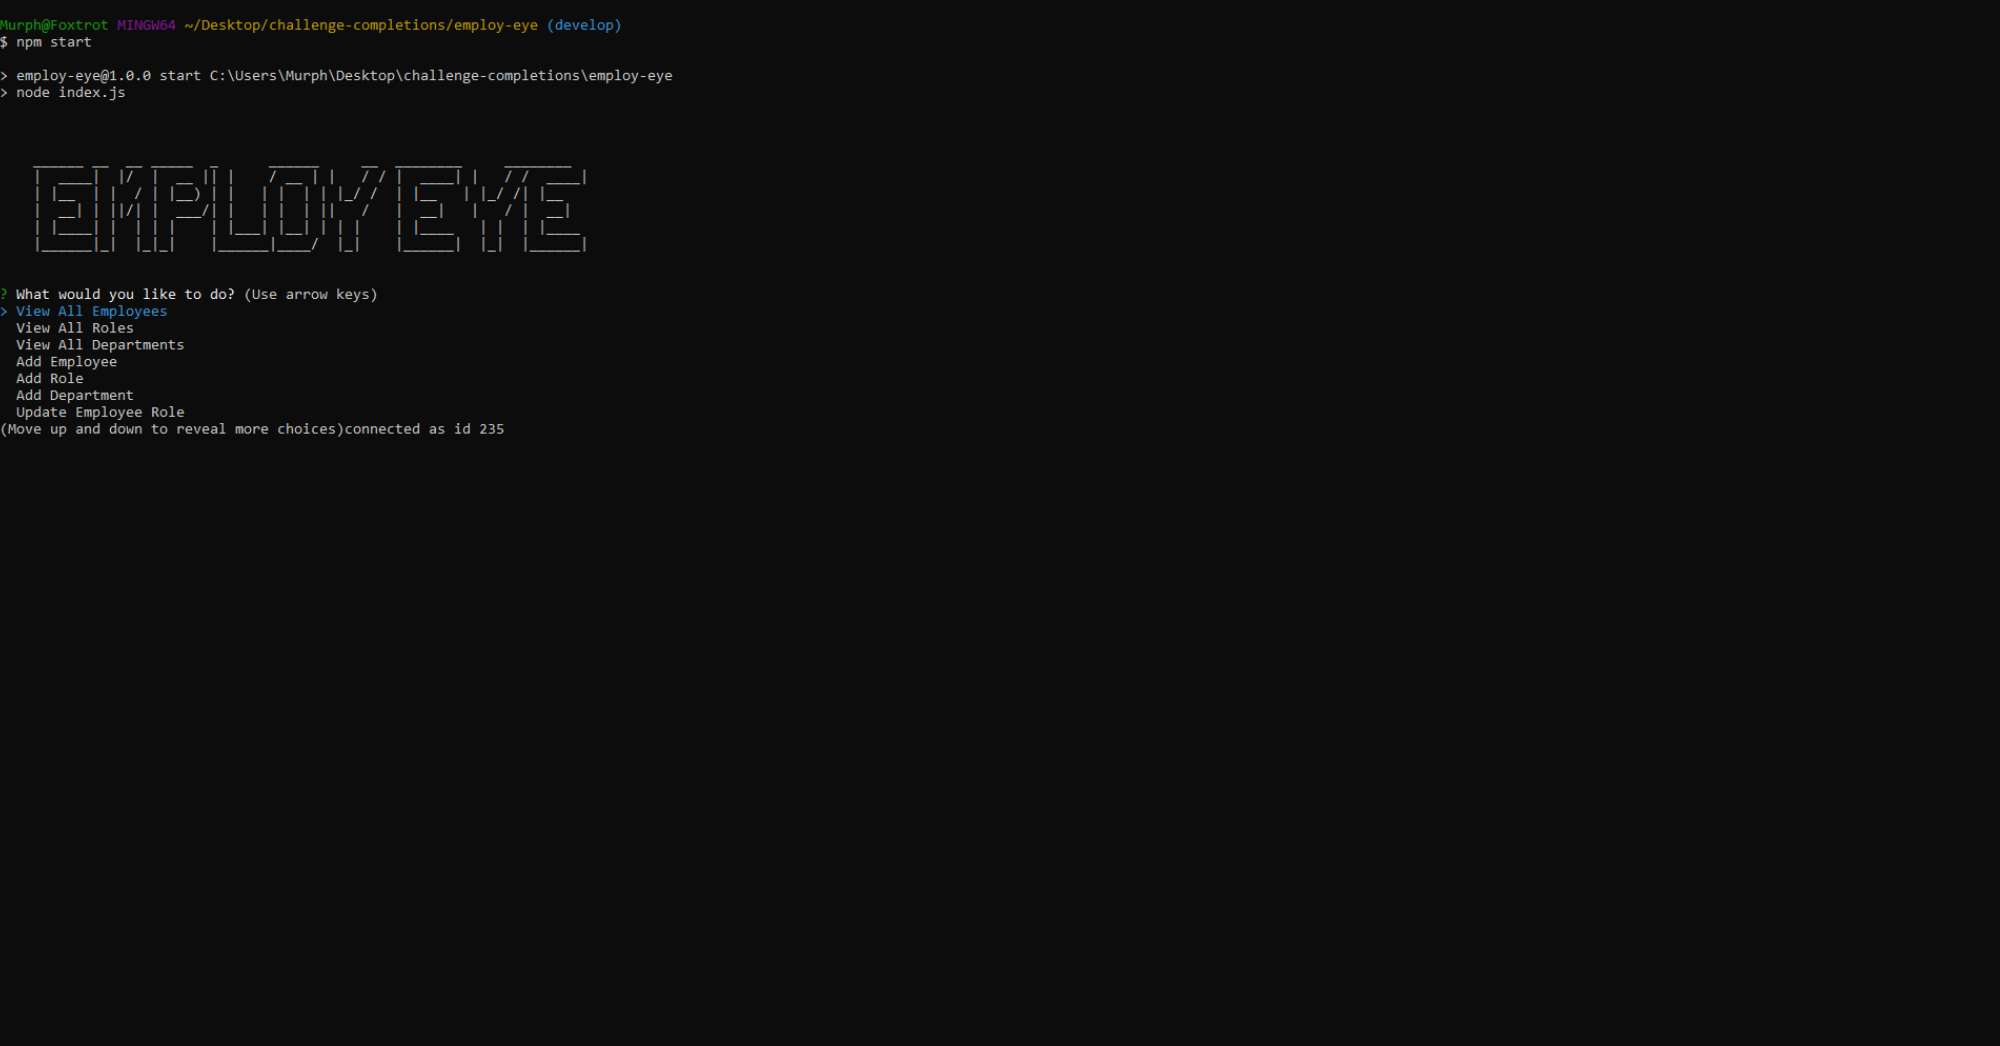 Murph@Foxtrot MINGW64 ~/Desktop/challenge-completions/employ-eye (develop)
$ npm start
> employ-eye@1.0.0 start C:\Users\Murph\Desktop\challenge-completions\employ-eye
> node index.js
EMPLOY EYE
? What would you like to do? (Use arrow keys)
> View All Employees
View All Roles
View All Departments
Add Employee
Add Role
Add Department
Update Employee Role
(Move up and down to reveal more choices)connected as id 235